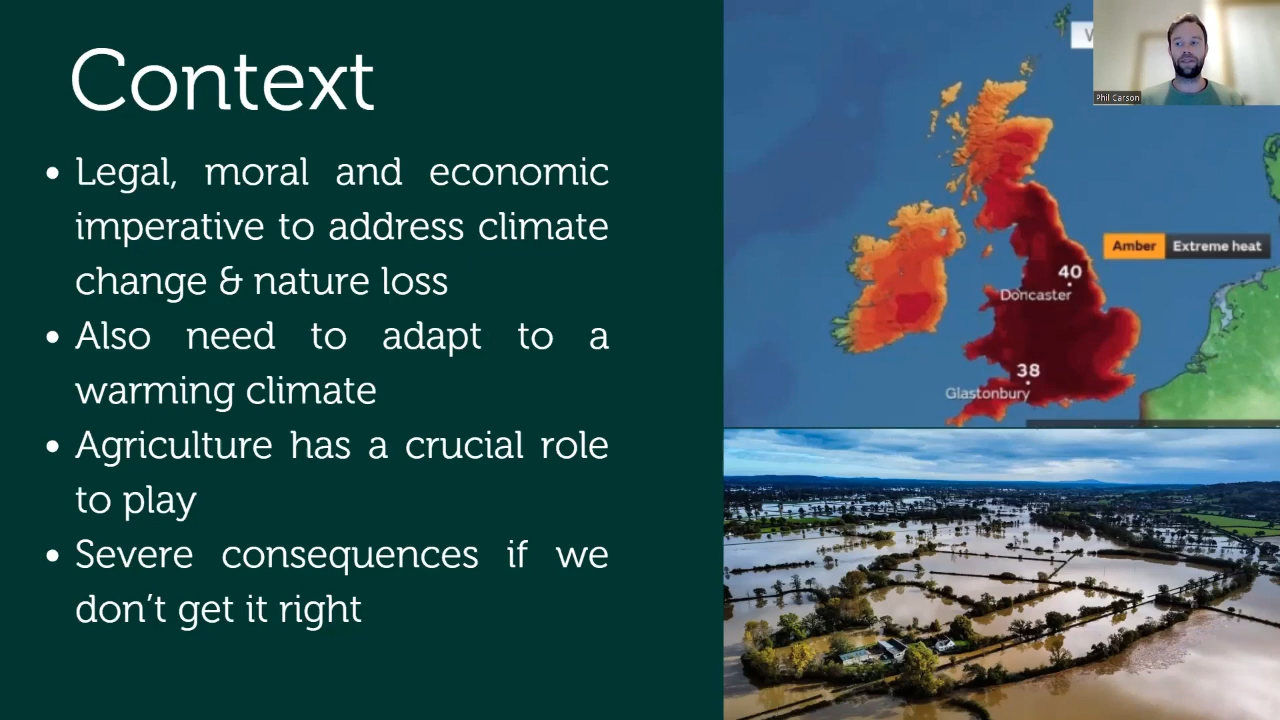 Context
• Legal, moral and economic
imperative to address climate
change & nature loss
• Also need to adapt to a
warming climate
• Agriculture has a crucial role
to play
• Severe consequences if we
don’t get it right
Phil Carson
Amber Extreme heat
40
Doncaster
38
Glastonbury